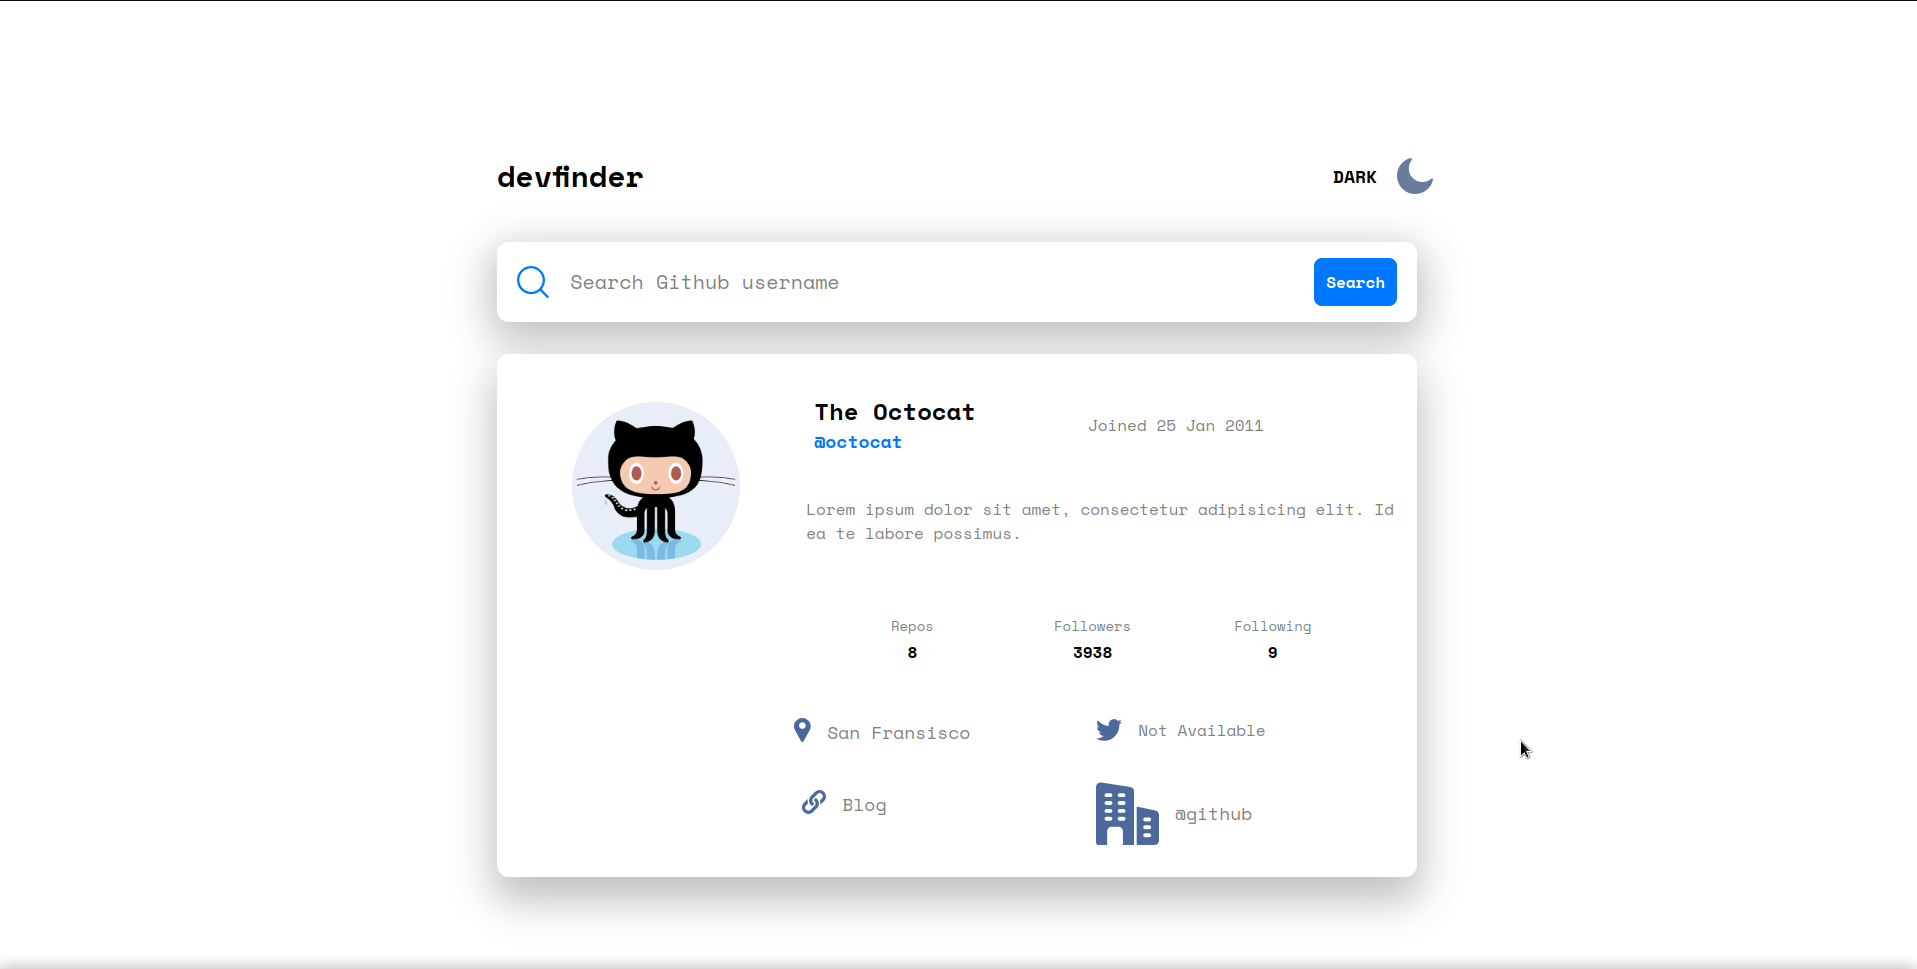 devfinder
DARK
Search Github username
Search
The Octocat
@octocat
Joined 25 Jan 2011
Lorem ipsum dolor sit amet, consectetur adipisicing elit. Id
ea te labore possimus.
Repos
Followers
Following
8
3938
9
San Fransisco
Not Available
Blog
@github